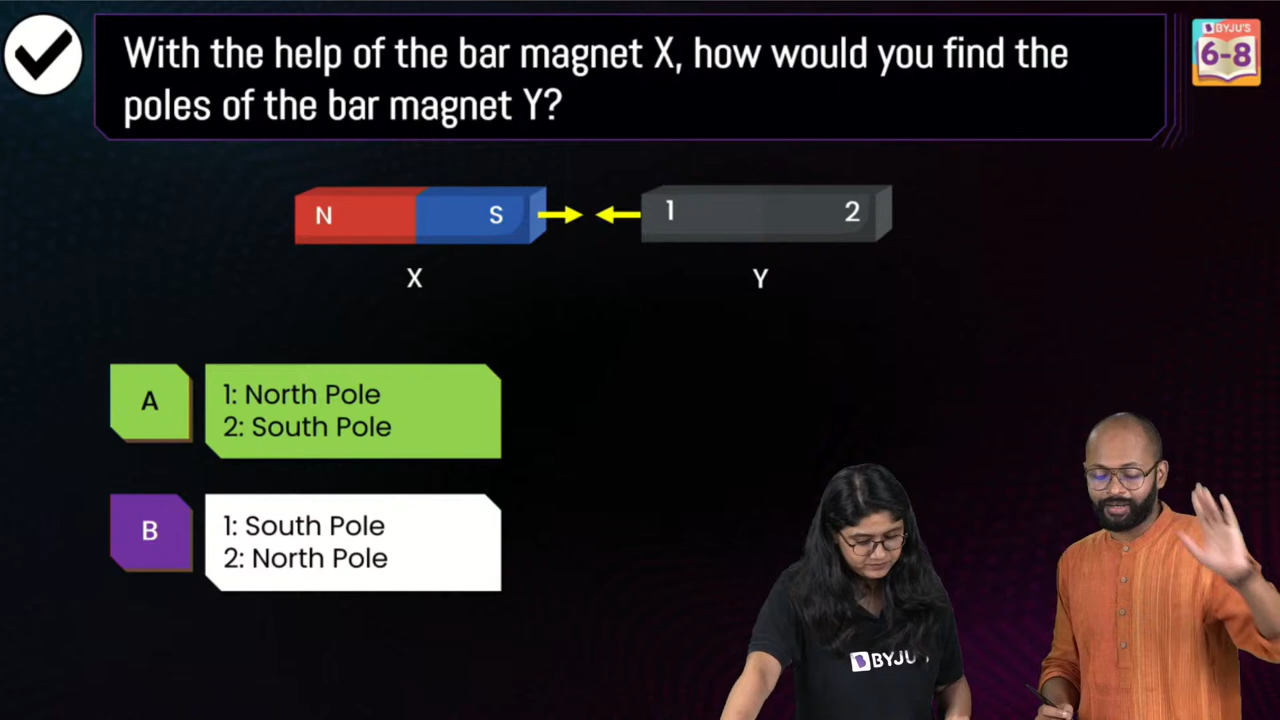 With the help of the bar magnet X, how would you find the
poles of the bar magnet Y?
BYJU'S
6-8
N S 1 2
X Y
A
1: North Pole
2: South Pole
B
1: South Pole
2: North Pole
BYJU'S